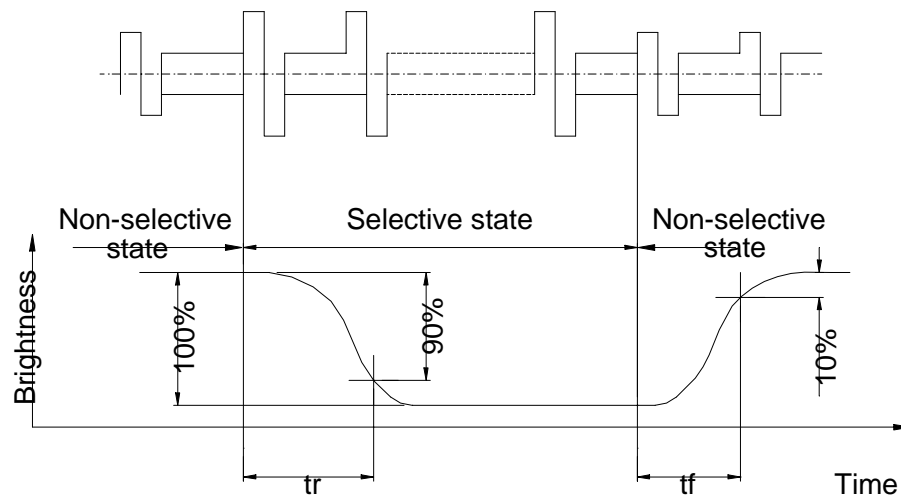 Non-selective
state
Selective state
Non-selective
state
Brightness
100%
90%
10%
tr
tf
Time